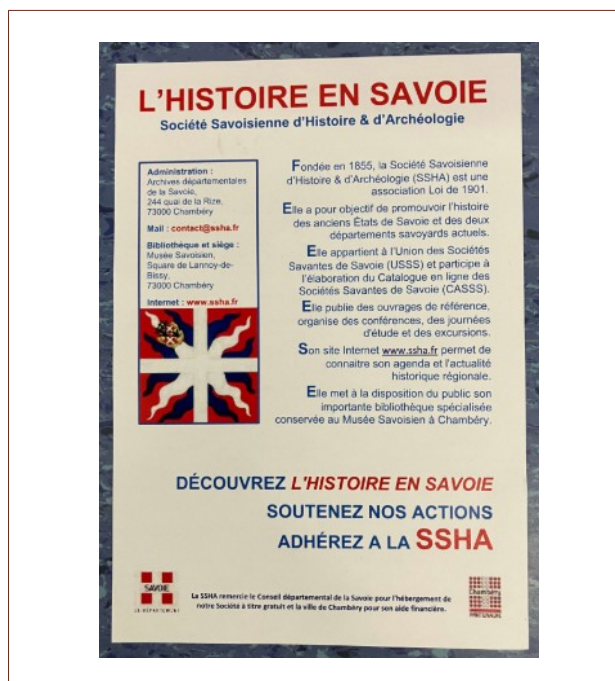 L'HISTOIRE EN SAVOIE
Société Savoisienne d'Histoire & d'Archéologie
Administration :
Archives départementales
de la Savoie,
244 quai de la Rize,
73000 Chambéry
Mail : contact@ssha.fr
Bibliothèque et siège :
Musée Savoisien,
Square de Lannoy-de-
Bissy,
73000 Chambéry
Internet : www.ssha.fr
Fondée en 1855, la Société Savoisienne
d'Histoire & d'Archéologie (SSHA) est une
association Loi de 1901.
Elle a pour objectif de promouvoir l'histoire
des anciens États de Savoie et des deux
départements savoyards actuels.
Elle appartient à l'Union des Sociétés
Savantes de Savoie (USSS) et participe à
l'élaboration du Catalogue en ligne des
Sociétés Savantes de Savoie (CASSS).
Elle publie des ouvrages de référence,
organise des conférences, des journées
d'étude et des excursions.
Son site Internet www.ssha.fr permet de
connaitre son agenda et l'actualité
historique régionale.
Elle met à la disposition du public son
importante bibliothèque spécialisée
conservée au Musée Savoisien à Chambéry.
DÉCOUVREZ L'HISTOIRE EN SAVOIE
SOUTENEZ NOS ACTIONS
ADHÉREZ A LA SSHA
SAVOIE
LE DÉPARTEMENT
La SSHA remercie le Conseil départemental de la Savoie pour l'hébergement de
notre Société à titre gratuit et la ville de Chambéry pour son aide financière.
Chambéry